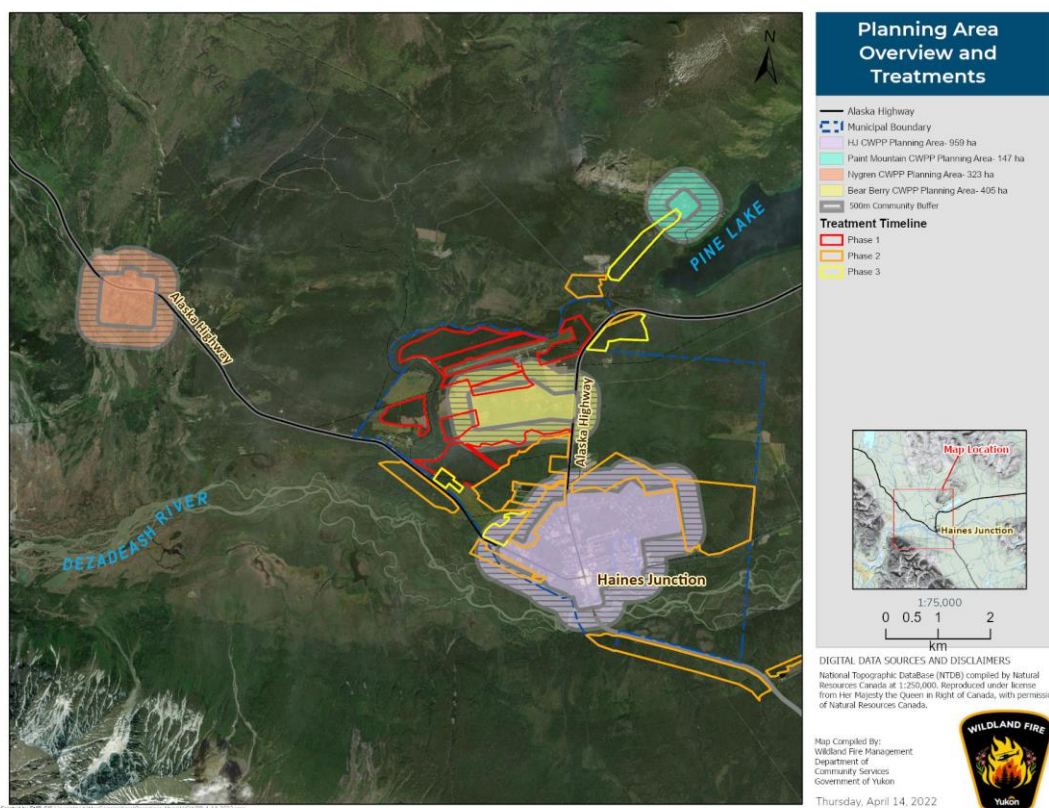 Planning Area
Overview and
Treatments
N
Alaska Highway
Municipal Boundary
HJ CWPP Planning Area- 959 ha
Paint Mountain CWPP Planning Area- 147 ha
Nygren CWPP Planning Area- 323 ha
Bear Berry CWPP Planning Area- 405 ha
500m Community Buffer
Treatment Timeline
Phase 1
Phase 2
Phase 3
PINE LAKE
Alaska Highway
Alaska Highway
DEZADEASH RIVER
Haines Junction
Map Location
Haines Junction
1:75,000
0 0.5 1 2
km
DIGITAL DATA SOURCES AND DISCLAIMERS
National Topographic DataBase (NTDB) compiled by Natural
Resources Canada at 1:250,000. Reproduced under license
from Her Majesty the Queen in Right of Canada, with permissio
of Natural Resources Canada.
Map Compiled By:
Wildland Fire Management
Department of
Community Services
Government of Yukon
Thursday, April 14, 2022
WILDLAND FIRE
Yukon